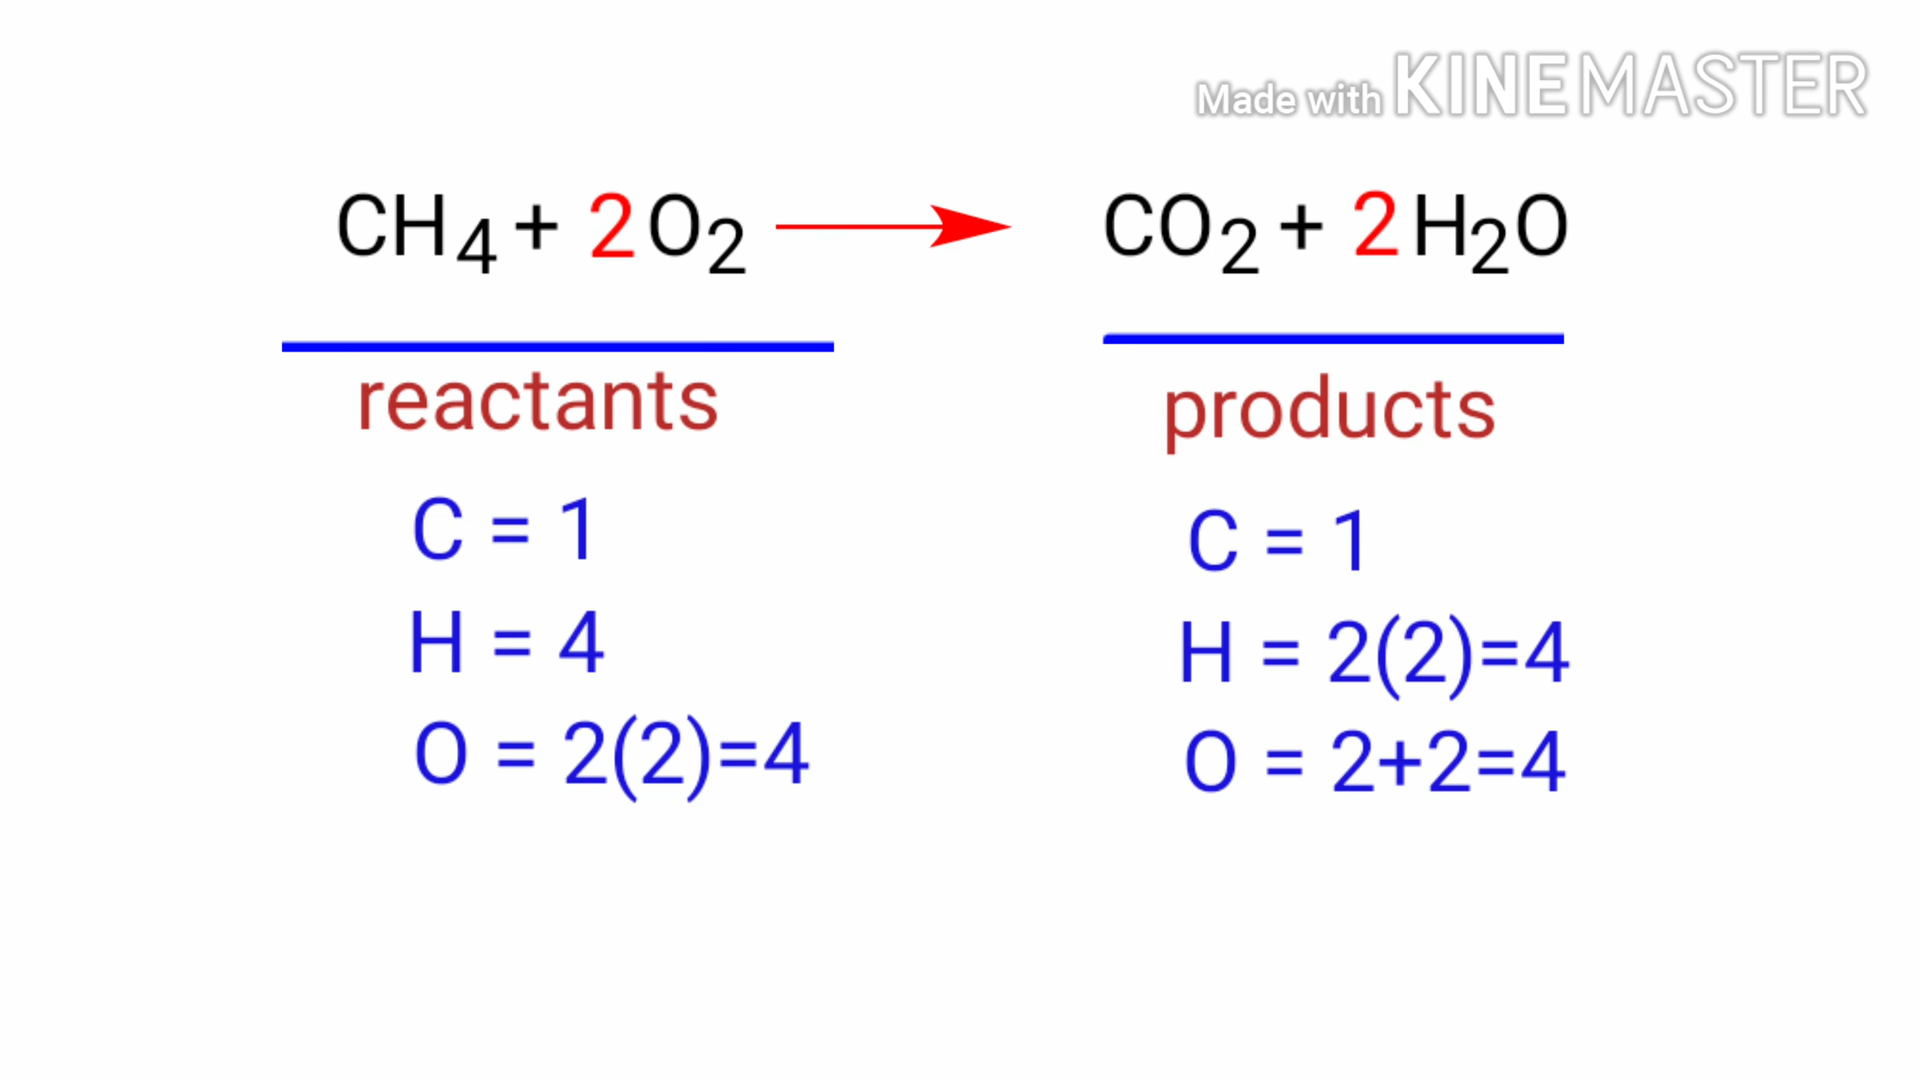 Made with KINEMASTER
CH₄ + 2 O₂ → CO₂ + 2 H₂O
reactants
products
C = 1
H = 4
O = 2(2)=4
C = 1
H = 2(2)=4
O = 2+2=4